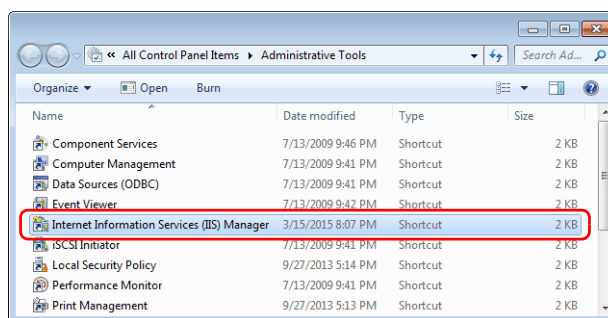 « All Control Panel Items ▸ Administrative Tools Search Ad...
Organize ▾ Open Burn
Name Date modified Type Size
Component Services 7/13/2009 9:46 PM Shortcut 2 KB
Computer Management 7/13/2009 9:41 PM Shortcut 2 KB
Data Sources (ODBC) 7/13/2009 9:41 PM Shortcut 2 KB
Event Viewer 7/13/2009 9:42 PM Shortcut 2 KB
Internet Information Services (IIS) Manager 3/15/2015 8:07 PM Shortcut 2 KB
iSCSI Initiator 7/13/2009 9:41 PM Shortcut 2 KB
Local Security Policy 9/27/2013 5:14 PM Shortcut 2 KB
Performance Monitor 7/13/2009 9:41 PM Shortcut 2 KB
Print Management 9/27/2013 5:13 PM Shortcut 2 KB